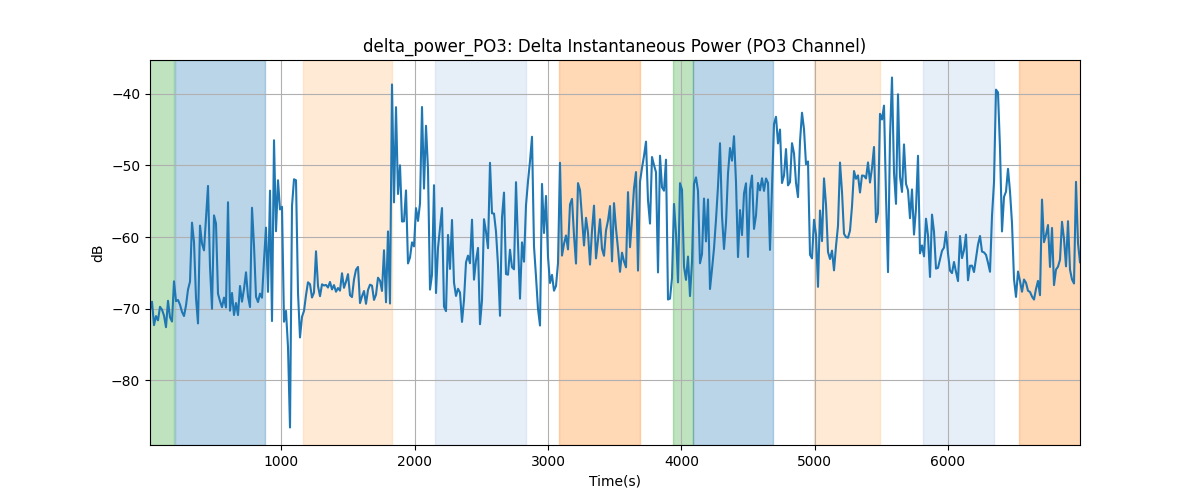 delta_power_PO3: Delta Instantaneous Power (PO3 Channel)
−40
−50
−60
−70
−80
dB
1000 2000 3000 4000 5000 6000
Time(s)